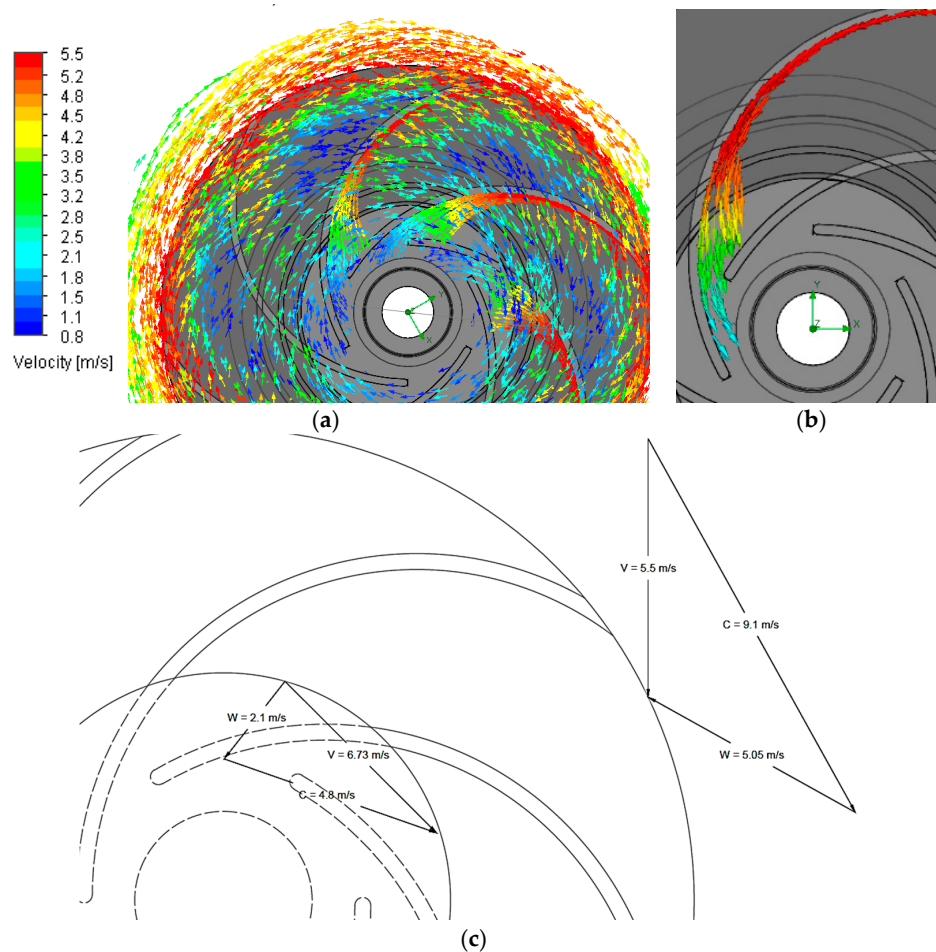 5.5
5.2
4.8
4.5
4.2
3.8
3.5
3.2
2.8
2.5
2.1
1.8
1.5
1.1
0.8
Velocity [m/s]
Y
X
(a)
Y
Z
X
(b)
V = 5.5 m/s
C = 9.1 m/s
W = 5.05 m/s
W = 2.1 m/s
V = 6.73 m/s
C = 4.8 m/s
(c)